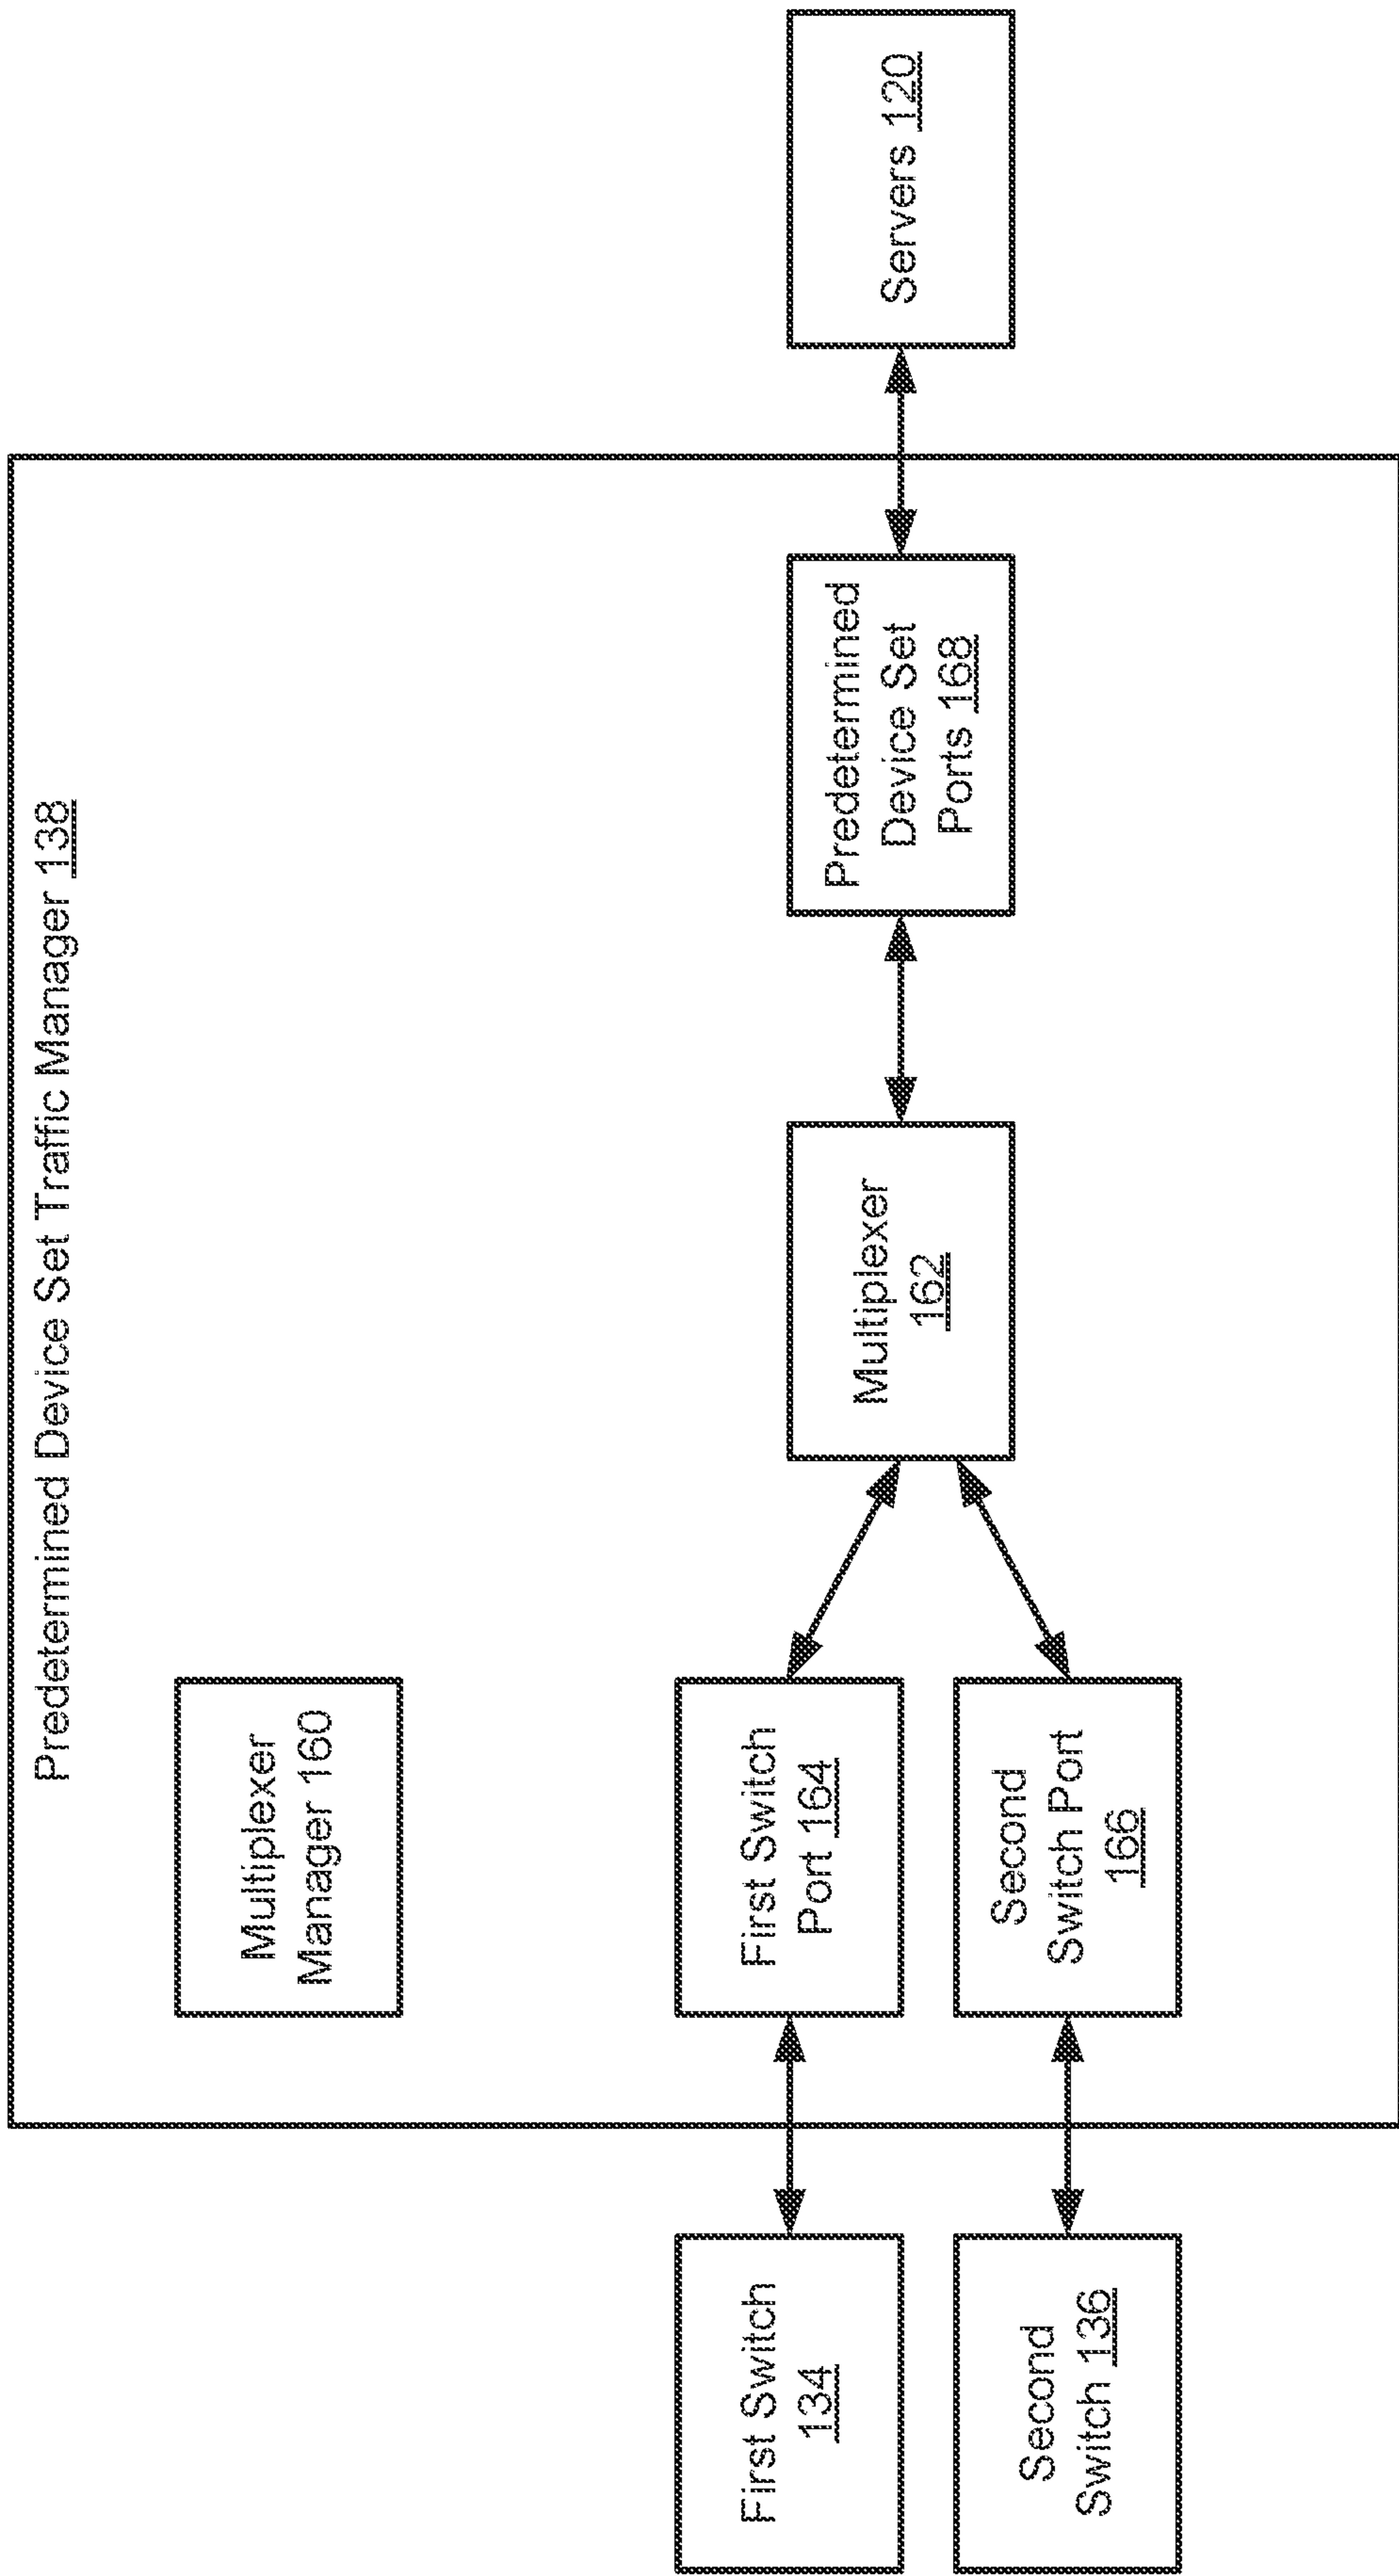 Predetermined Device Set Traffic Manager 138
Multiplexer
Manager 160
First Switch
134
First Switch
Port 164
Second
Switch 136
Second
Switch Port
166
Multiplexer
162
Predetermined
Device Set
Ports 168
Servers 120